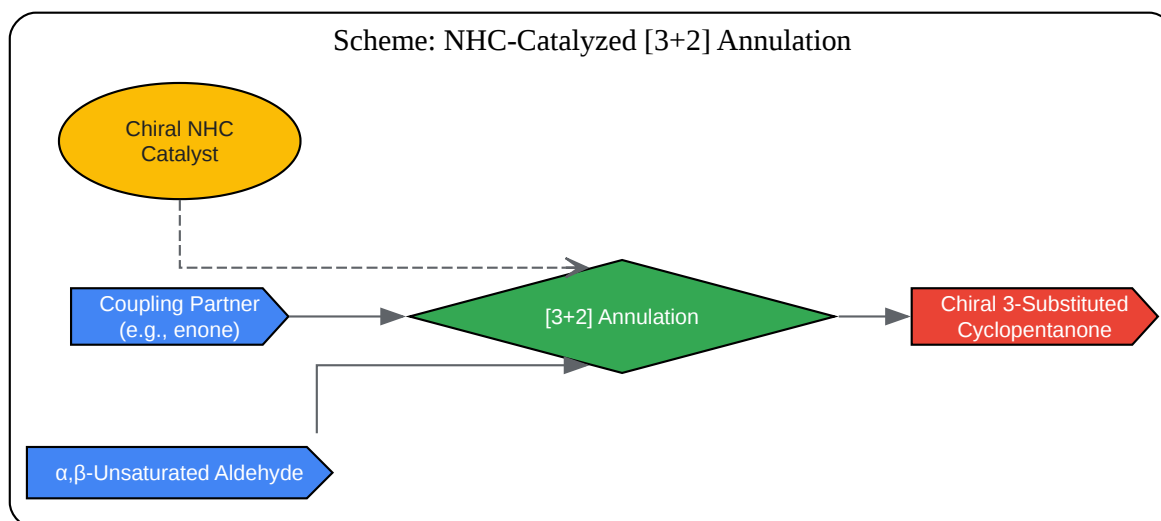 Scheme: NHC-Catalyzed [3+2] Annulation
Chiral NHC
Catalyst
Coupling Partner
(e.g., enone)
[3+2] Annulation
Chiral 3-Substituted
Cyclopentanone
α,β-Unsaturated Aldehyde